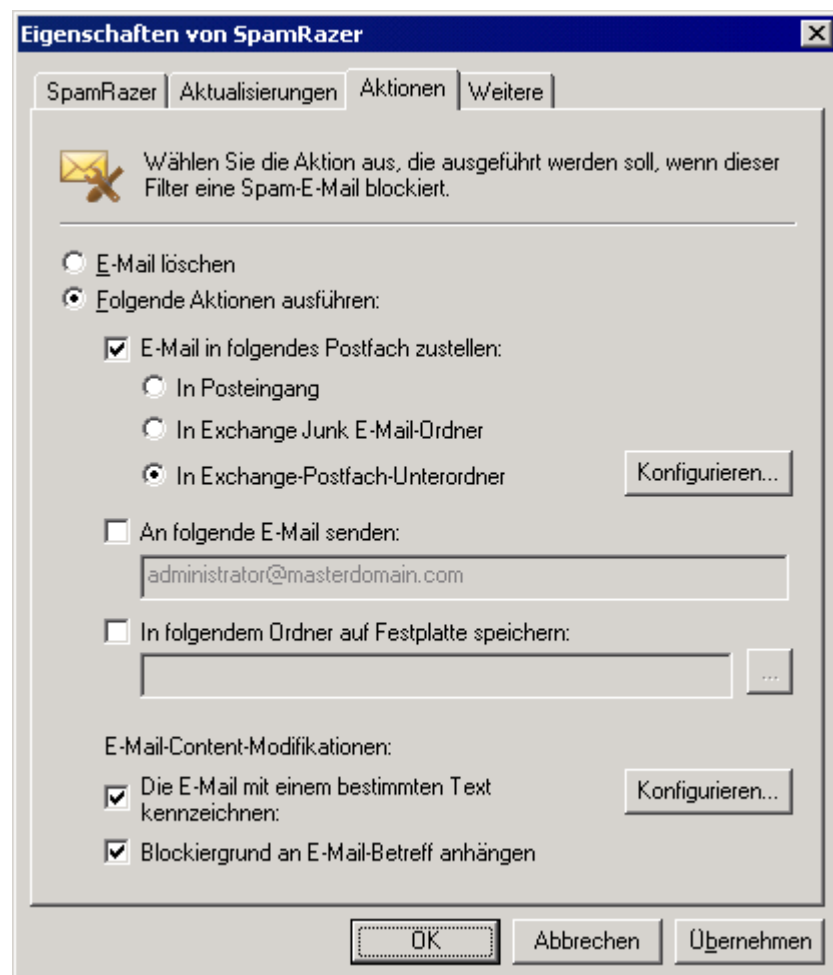 Eigenschaften von SpamRazer
SpamRazer
Aktualisierungen
Aktionen
Weitere
Wählen Sie die Aktion aus, die ausgeführt werden soll, wenn dieser
Filter eine Spam-E-Mail blockiert.
E-Mail löschen
Folgende Aktionen ausführen:
E-Mail in folgendes Postfach zustellen:
In Posteingang
In Exchange Junk E-Mail-Ordner
In Exchange-Postfach-Unterordner
Konfigurieren...
An folgende E-Mail senden:
administrator@masterdomain.com
In folgendem Ordner auf Festplatte speichern:
...
E-Mail-Content-Modifikationen:
Die E-Mail mit einem bestimmten Text
kennzeichnen:
Konfigurieren...
Blockiergrund an E-Mail-Betreff anhängen
OK
Abbrechen
Übernehmen